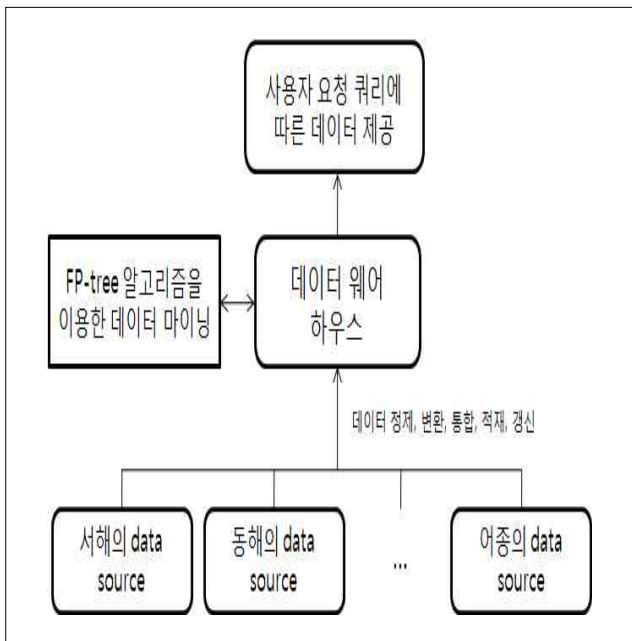 사용자 요청 쿼리에
따른 데이터 제공
FP-tree 알고리즘을
이용한 데이터 마이닝
데이터 웨어
하우스
데이터 정제, 변환, 통합, 적재, 갱신
서해의 data
source
동해의 data
source
...
어종의 data
source